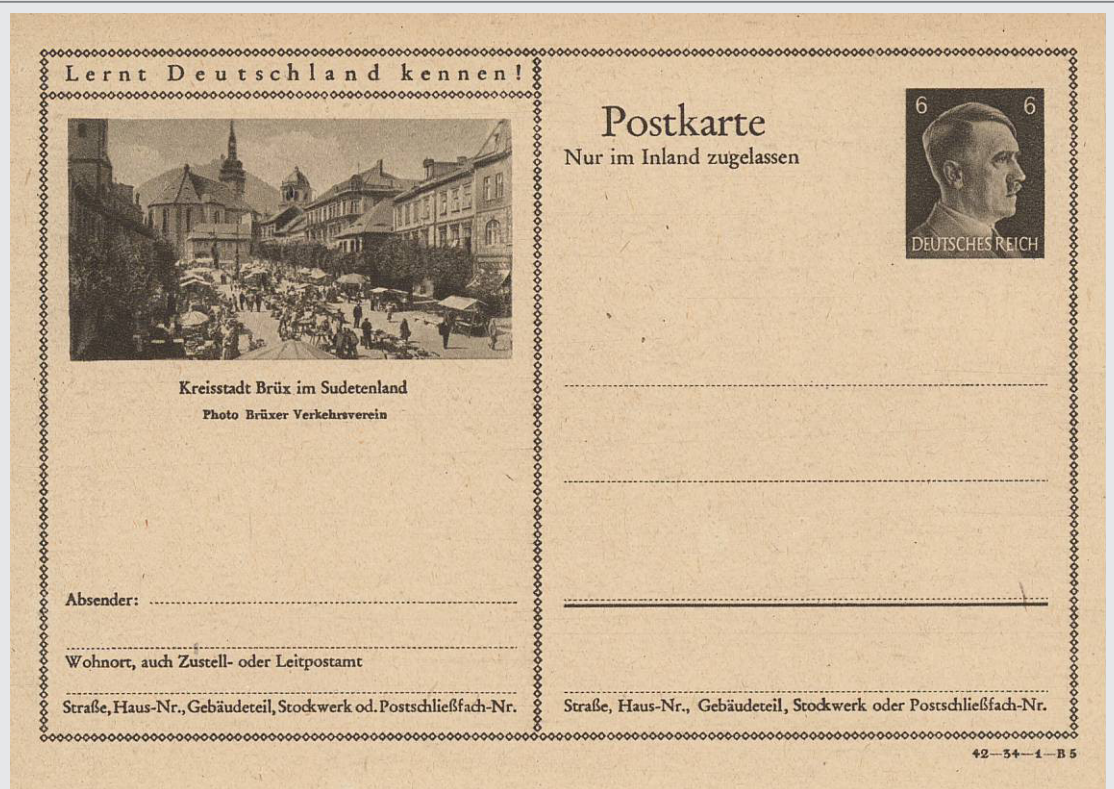 Lernt Deutschland kennen!
Kreisstadt Brüx im Sudetenland
Photo Brüxer Verkehrsverein
Absender:
Wohnort, auch Zustell- oder Leitpostamt
Straße, Haus-Nr., Gebäudeteil, Stockwerk od. Postschließfach-Nr.
Postkarte
Nur im Inland zugelassen
6 6
DEUTSCHES REICH
Straße, Haus-Nr., Gebäudeteil, Stockwerk oder Postschließfach-Nr.
42—34—1—B 5